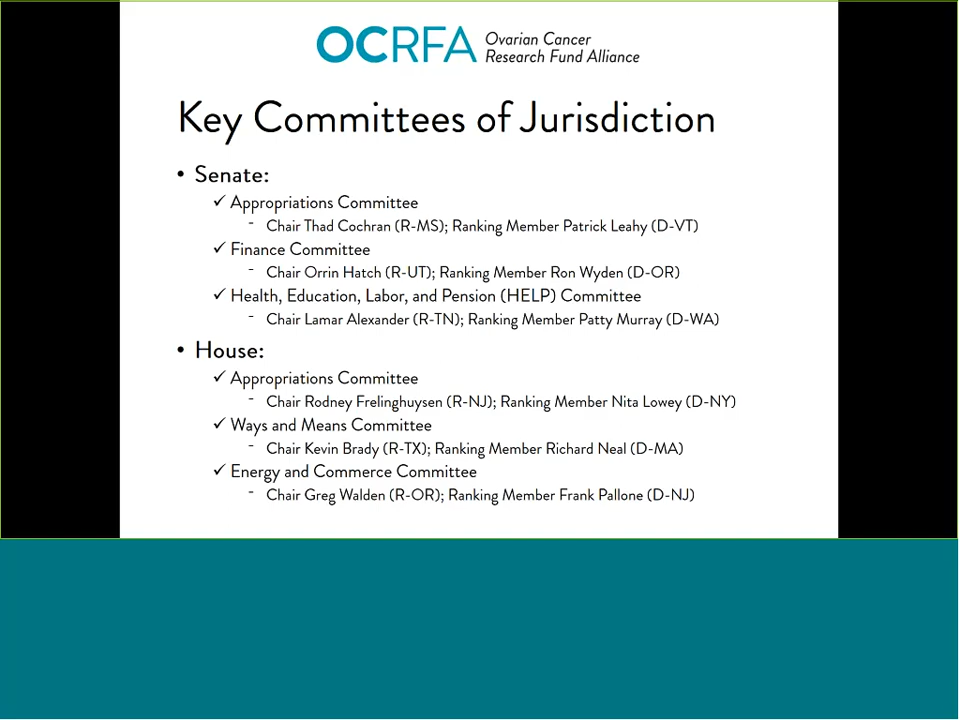 OCRFA Ovarian Cancer
Research Fund Alliance
Key Committees of Jurisdiction
• Senate:
✓ Appropriations Committee
- Chair Thad Cochran (R-MS); Ranking Member Patrick Leahy (D-VT)
✓ Finance Committee
- Chair Orrin Hatch (R-UT); Ranking Member Ron Wyden (D-OR)
✓ Health, Education, Labor, and Pension (HELP) Committee
- Chair Lamar Alexander (R-TN); Ranking Member Patty Murray (D-WA)
• House:
✓ Appropriations Committee
- Chair Rodney Frelinghuysen (R-NJ); Ranking Member Nita Lowey (D-NY)
✓ Ways and Means Committee
- Chair Kevin Brady (R-TX); Ranking Member Richard Neal (D-MA)
✓ Energy and Commerce Committee
- Chair Greg Walden (R-OR); Ranking Member Frank Pallone (D-NJ)